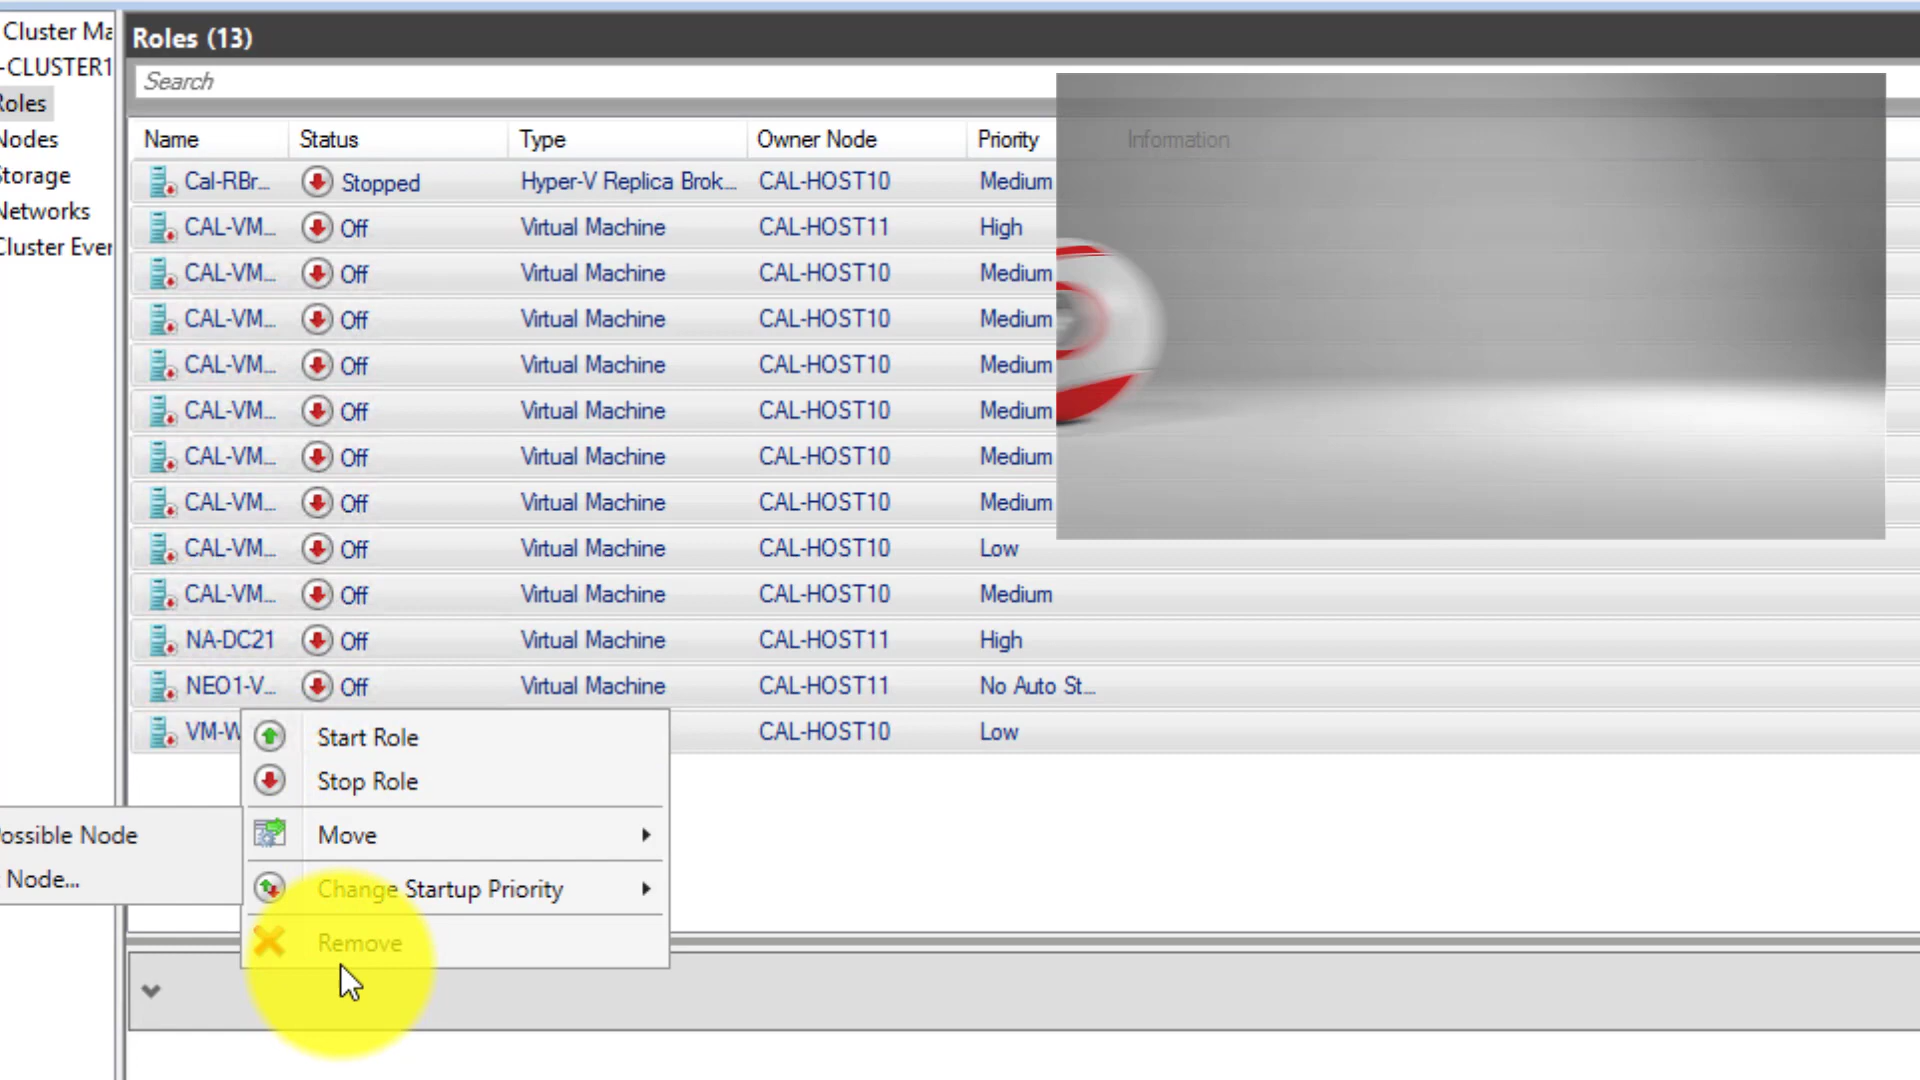 Cluster Ma
-CLUSTER1
Roles
Nodes
Storage
Networks
Cluster Even
Roles (13)
Search
Name Status Type Owner Node Priority Information
Cal-RBr... Stopped Hyper-V Replica Brok... CAL-HOST10 Medium
CAL-VM... Off Virtual Machine CAL-HOST11 High
CAL-VM... Off Virtual Machine CAL-HOST10 Medium
CAL-VM... Off Virtual Machine CAL-HOST10 Medium
CAL-VM... Off Virtual Machine CAL-HOST10 Medium
CAL-VM... Off Virtual Machine CAL-HOST10 Medium
CAL-VM... Off Virtual Machine CAL-HOST10 Medium
CAL-VM... Off Virtual Machine CAL-HOST10 Medium
CAL-VM... Off Virtual Machine CAL-HOST10 Low
CAL-VM... Off Virtual Machine CAL-HOST10 Medium
NA-DC21 Off Virtual Machine CAL-HOST11 High
NEO1-V... Off Virtual Machine CAL-HOST11 No Auto St...
VM-W CAL-HOST10 Low
Start Role
Stop Role
Move
Change Startup Priority
Remove
ossible Node
Node...